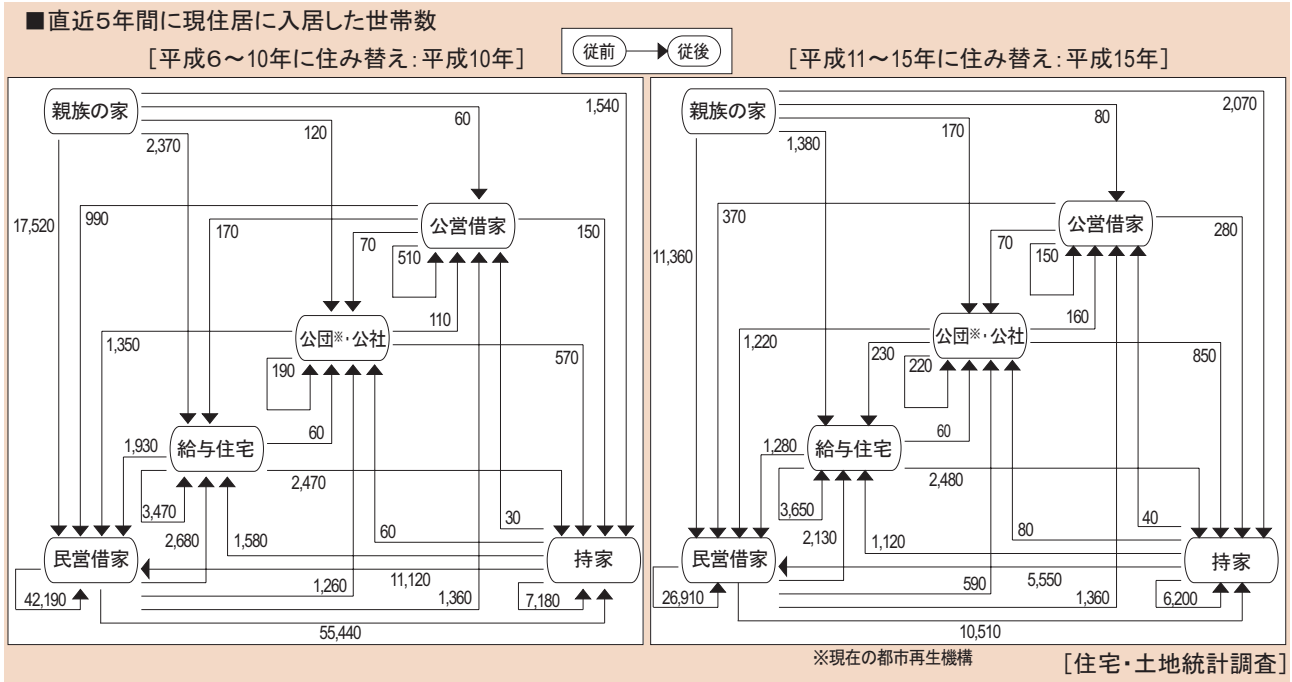 ■直近5年間に現住居に入居した世帯数
[平成6～10年に住み替え:平成10年]
従前
従後
[平成11～15年に住み替え:平成15年]
親族の家
1,540
60
120
2,370
17,520
990
170
70
公営借家
150
510
110
公団※・公社
1,350
190
570
60
給与住宅
1,930
2,470
3,470
2,680
1,580
60
30
民営借家
持家
11,120
1,260
1,360
42,190
7,180
55,440
親族の家
2,070
80
170
1,380
11,360
370
70
公営借家
280
150
160
公団※・公社
1,220
230
220
850
60
給与住宅
1,280
2,480
3,650
2,130
1,120
80
40
民営借家
持家
5,550
590
1,360
26,910
6,200
10,510
※現在の都市再生機構
[住宅・土地統計調査]